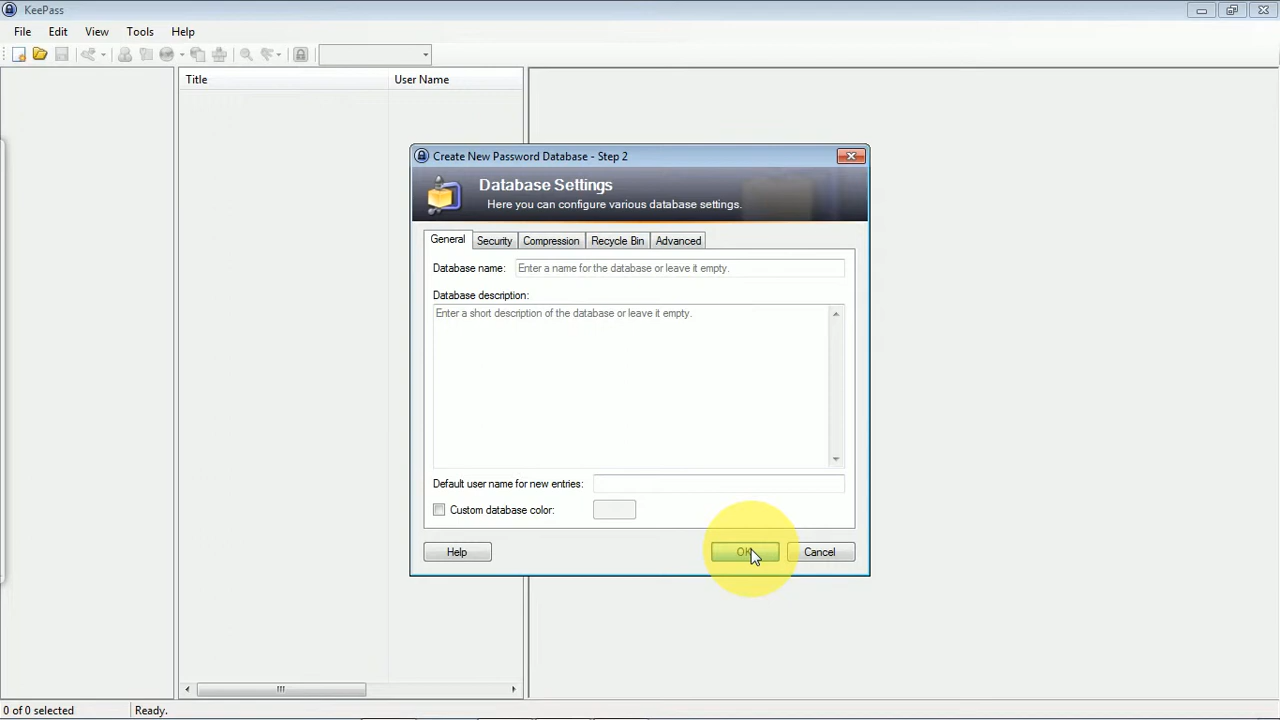 KeePass
File Edit View Tools Help
Title User Name
Create New Password Database - Step 2
Database Settings
Here you can configure various database settings.
General Security Compression Recycle Bin Advanced
Database name: Enter a name for the database or leave it empty.
Database description:
Enter a short description of the database or leave it empty.
Default user name for new entries:
Custom database color:
Help OK Cancel
0 of 0 selected Ready.